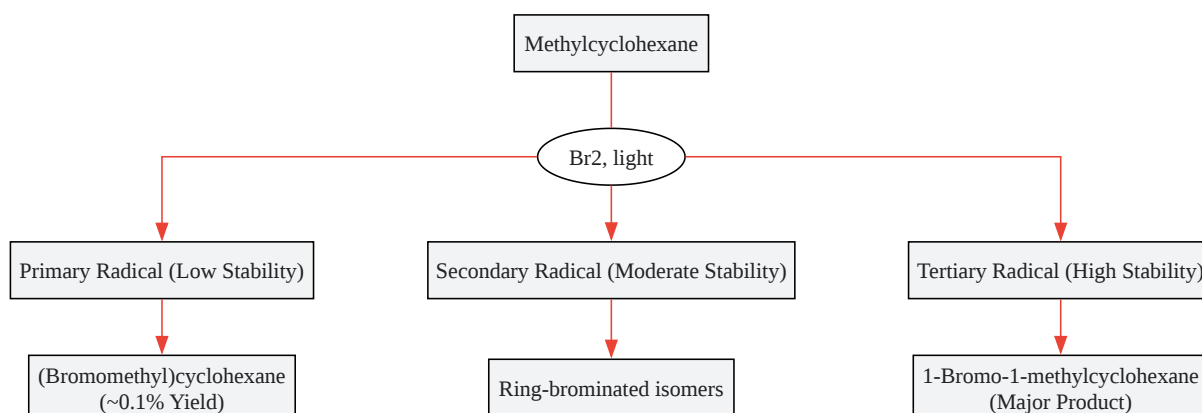 Methylcyclohexane
Br2, light
Primary Radical (Low Stability)
Secondary Radical (Moderate Stability)
Tertiary Radical (High Stability)
(Bromomethyl)cyclohexane
(~0.1% Yield)
Ring-brominated isomers
1-Bromo-1-methylcyclohexane
(Major Product)